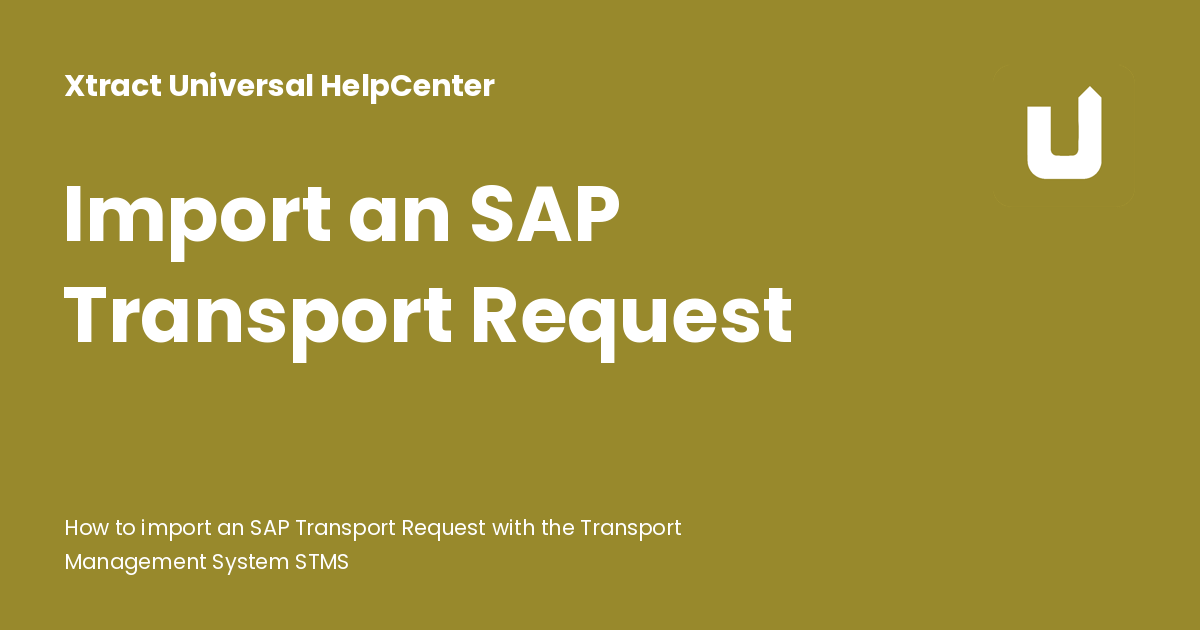 Xtract Universal HelpCenter
Import an SAP
Transport Request
How to import an SAP Transport Request with the Transport
Management System STMS